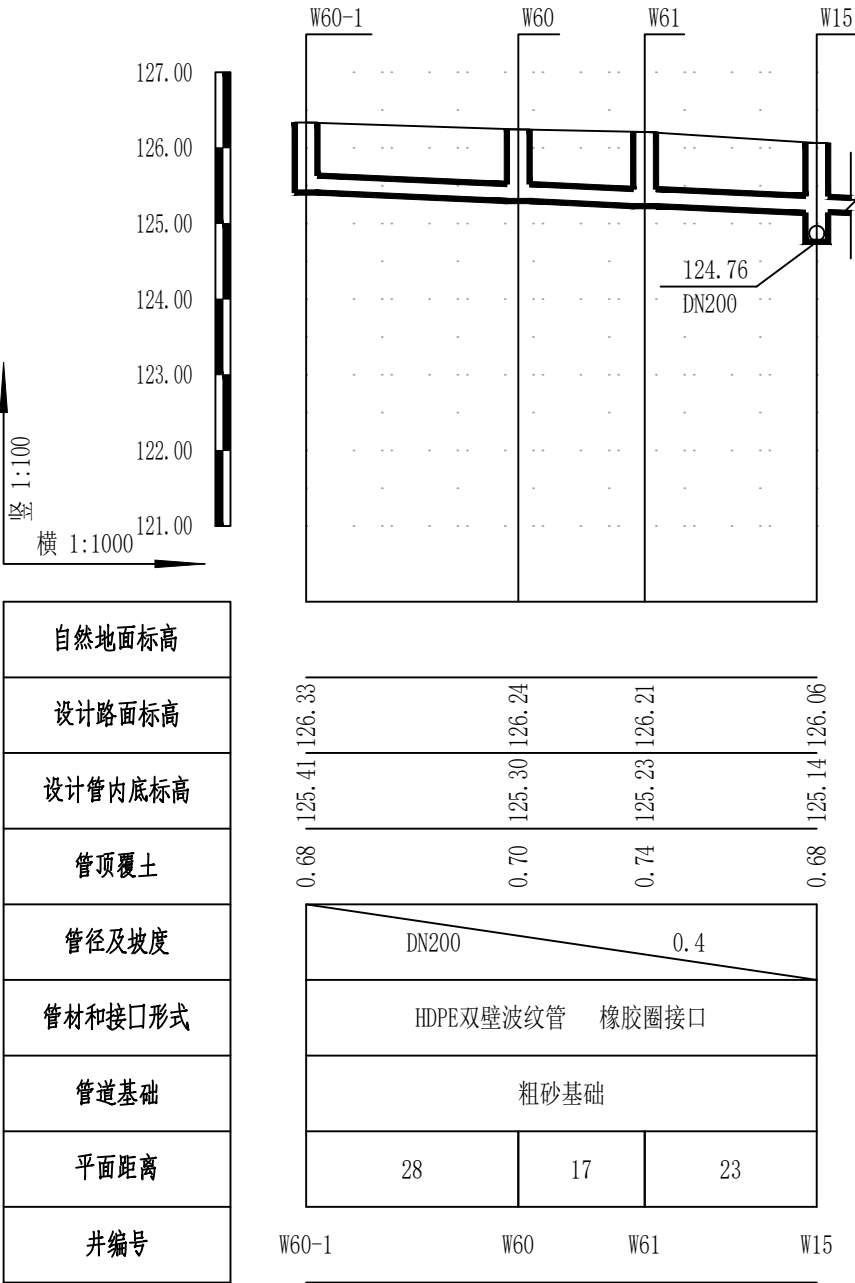 W60-1 W60 W61 W15
127.00
126.00
125.00
124.00
123.00
122.00
121.00
124.76
DN200
竖 1:100
横 1:1000
自然地面标高
设计路面标高 126.33 126.24 126.21 126.06
设计管内底标高 125.41 125.30 125.23 125.14
管顶覆土 0.68 0.70 0.74 0.68
管径及坡度 DN200 0.4
管材和接口形式 HDPE双壁波纹管 橡胶圈接口
管道基础 粗砂基础
平面距离 28 17 23
井编号 W60-1 W60 W61 W15